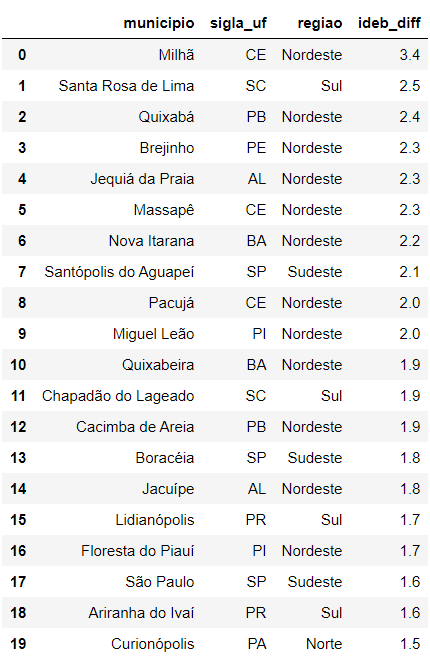 municipio sigla_uf regiao ideb_diff
0 Milhã CE Nordeste 3.4
1 Santa Rosa de Lima SC Sul 2.5
2 Quixabá PB Nordeste 2.4
3 Brejinho PE Nordeste 2.3
4 Jequiá da Praia AL Nordeste 2.3
5 Massapê CE Nordeste 2.3
6 Nova Itarana BA Nordeste 2.2
7 Santópolis do Aguapeí SP Sudeste 2.1
8 Pacujá CE Nordeste 2.0
9 Miguel Leão PI Nordeste 2.0
10 Quixabeira BA Nordeste 1.9
11 Chapadão do Lageado SC Sul 1.9
12 Cacimba de Areia PB Nordeste 1.9
13 Boracéia SP Sudeste 1.8
14 Jacuípe AL Nordeste 1.8
15 Lidianópolis PR Sul 1.7
16 Floresta do Piauí PI Nordeste 1.7
17 São Paulo SP Sudeste 1.6
18 Ariranha do Ivaí PR Sul 1.6
19 Curionópolis PA Norte 1.5